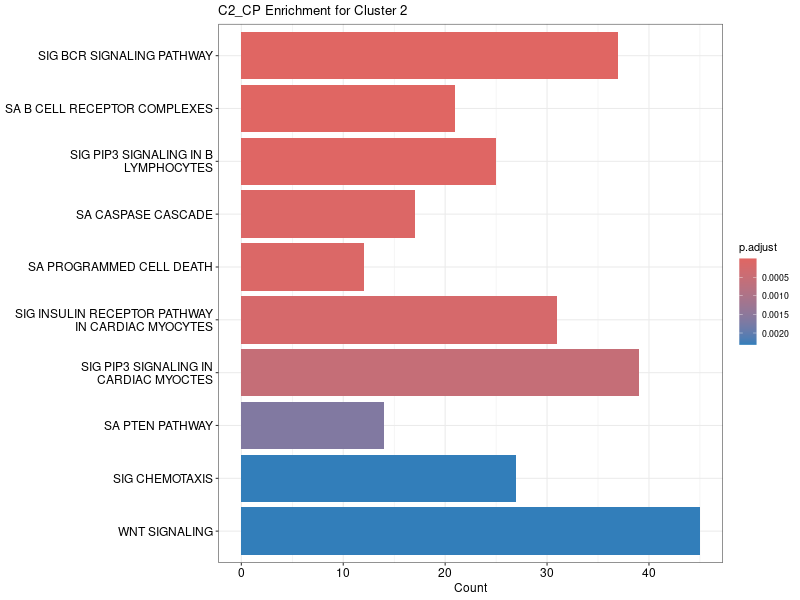 C2_CP Enrichment for Cluster 2
SIG BCR SIGNALING PATHWAY
SA B CELL RECEPTOR COMPLEXES
SIG PIP3 SIGNALING IN B
LYMPHOCYTES
SA CASPASE CASCADE
SA PROGRAMMED CELL DEATH
SIG INSULIN RECEPTOR PATHWAY
IN CARDIAC MYOCYTES
SIG PIP3 SIGNALING IN
CARDIAC MYOCTES
SA PTEN PATHWAY
SIG CHEMOTAXIS
WNT SIGNALING
0 10 20 30 40
Count
p.adjust
0.0005
0.0010
0.0015
0.0020